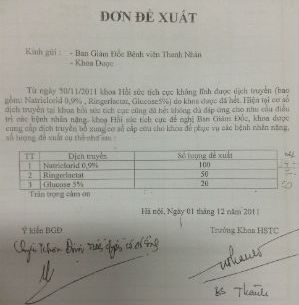 ĐƠN ĐỀ XUẤT
Kính gửi : - Ban Giám Đốc Bệnh viện Thanh Nhàn
- Khoa Dược
Từ ngày 30/11/2011 khoa Hồi sức tích cực không lĩnh được dịch truyền (bao
gồm: Natriclorid 0,9% , Ringerlactat, Glucose5%) do khoa dược đã hết. Hiện tại cơ số
dịch truyền tại khoa hồi sức tích cực cũng đã hết không đủ đáp ứng cho nhu cầu điều
trị các bệnh nhân nặng, khoa Hồi sức tích cực đề nghị Ban Giám Đốc, khoa dược
cung cấp dịch truyền bổ xung cơ số cấp cứu cho khoa để phục vụ các bệnh nhân nặng,
số lượng đề xuất cụ thể như sau :
TT Dịch truyền Số lượng đề xuất
1 Natriclorid 0,9% 100
2 Ringerlactat 50
3 Glucose 5% 20
Trân trọng cảm ơn
Hà nội, Ngày 01 tháng 12 năm 2011
Ý kiến BGĐ Trưởng Khoa HSTC
BS Thành